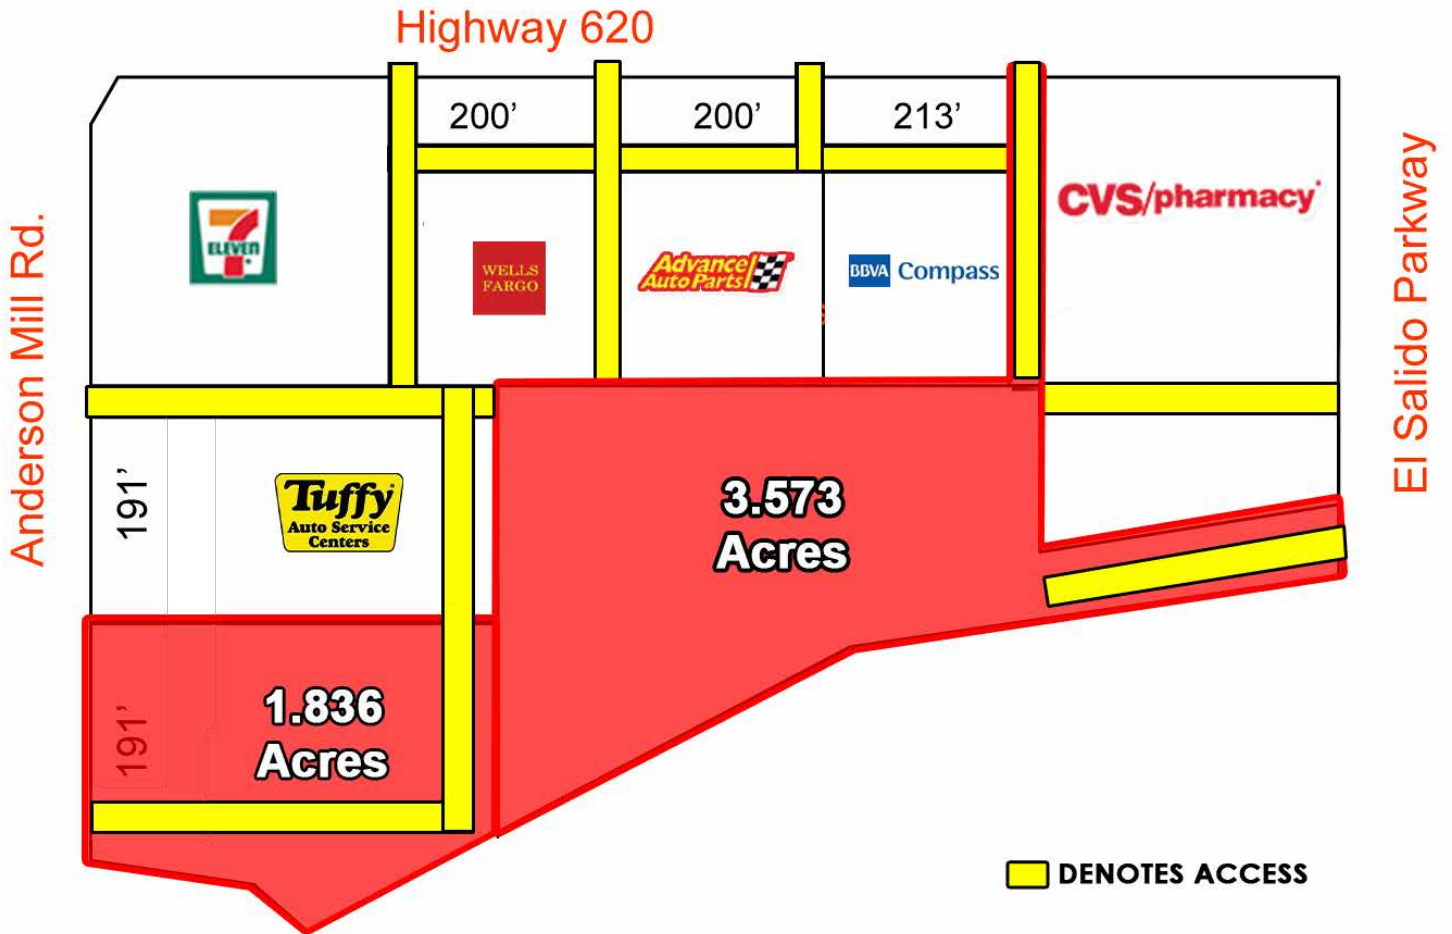 Highway 620
200’
200’
213’
Anderson Mill Rd.
7
ELEVEN
WELLS
FARGO
Advance
Auto Parts
BBVA Compass
CVS/pharmacy
El Salido Parkway
191’
Tuffy
Auto Service
Centers
3.573
Acres
191’
1.836
Acres
DENOTES ACCESS